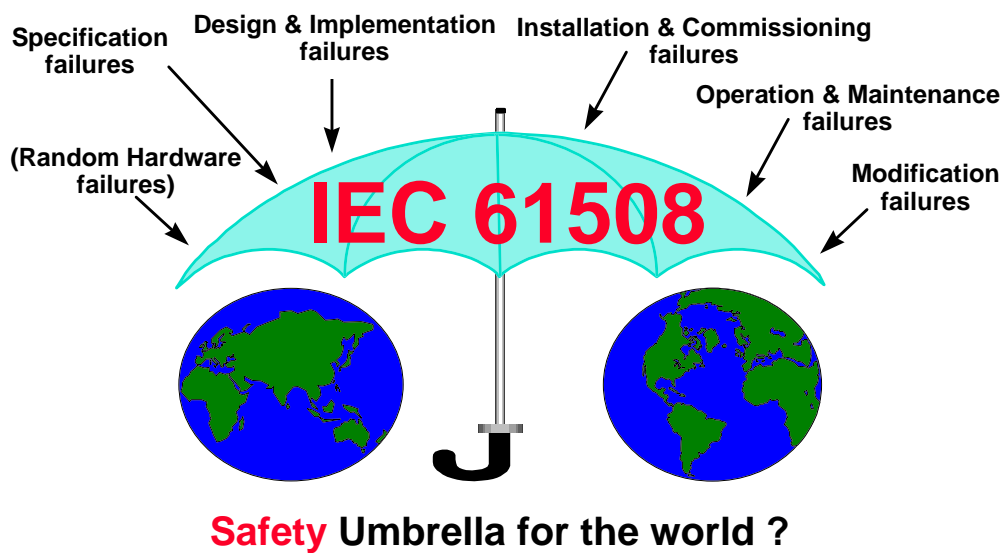 Specification
failures
Design & Implementation
failures
Installation & Commissioning
failures
Operation & Maintenance
failures
(Random Hardware
failures)
Modification
failures
IEC 61508
Safety Umbrella for the world ?